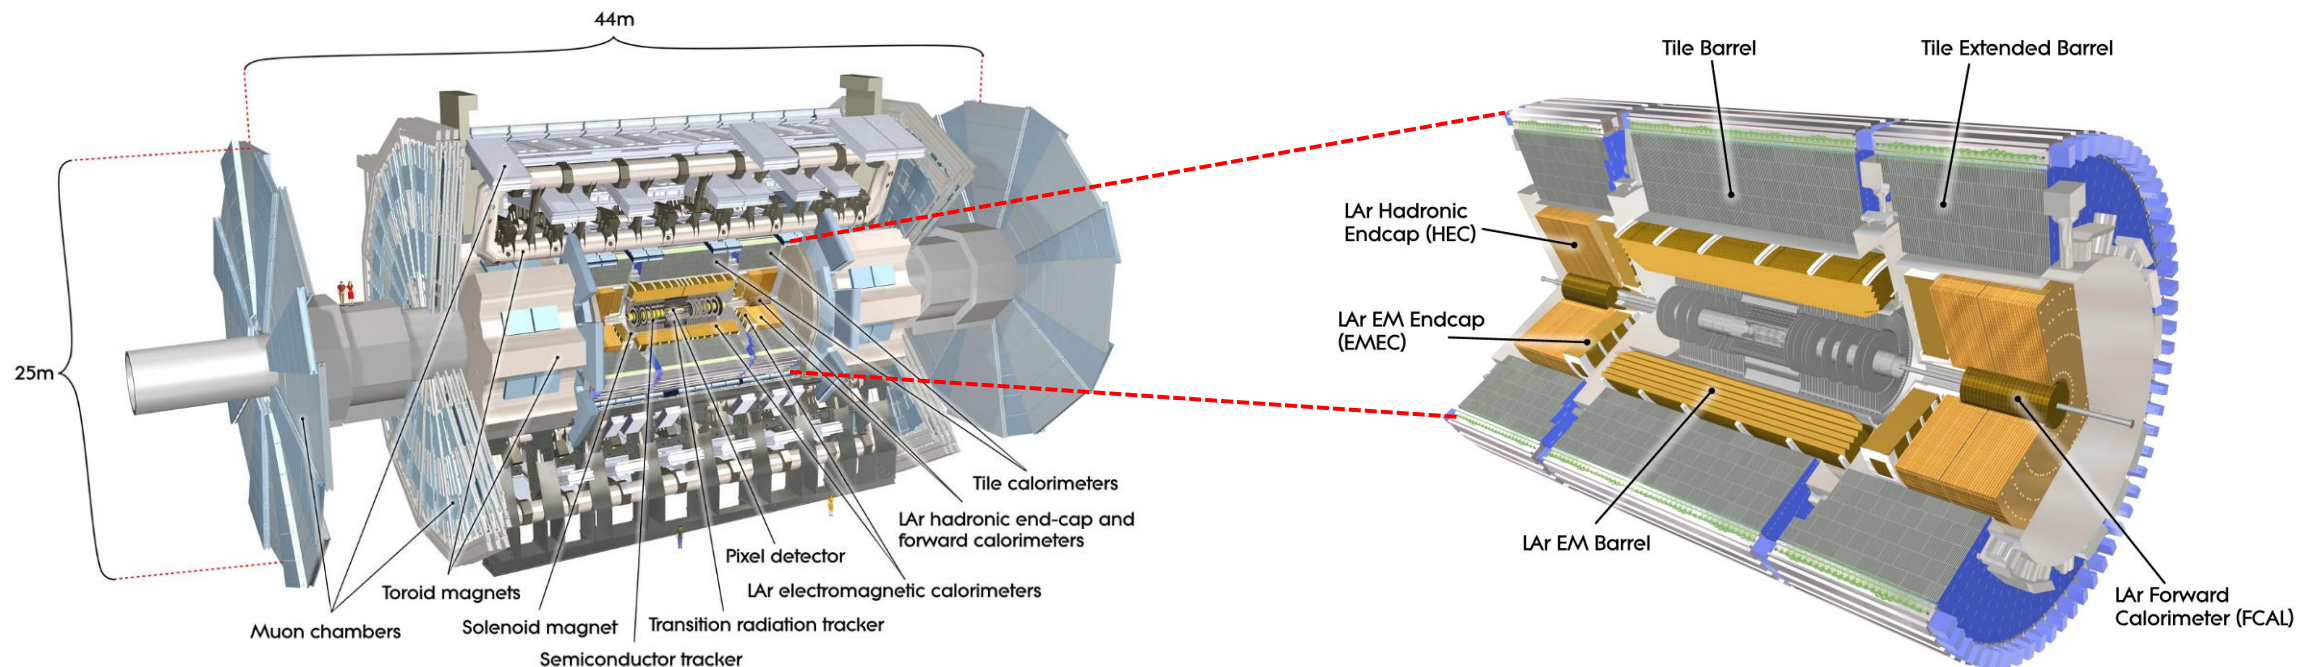 44m
25m
Tile calorimeters
LAr hadronic end-cap and
forward calorimeters
Pixel detector
LAr electromagnetic calorimeters
Toroid magnets
Solenoid magnet
Transition radiation tracker
Muon chambers
Semiconductor tracker
Tile Barrel
Tile Extended Barrel
LAr Hadronic
Endcap (HEC)
LAr EM Endcap
(EMEC)
LAr EM Barrel
LAr Forward
Calorimeter (FCAL)